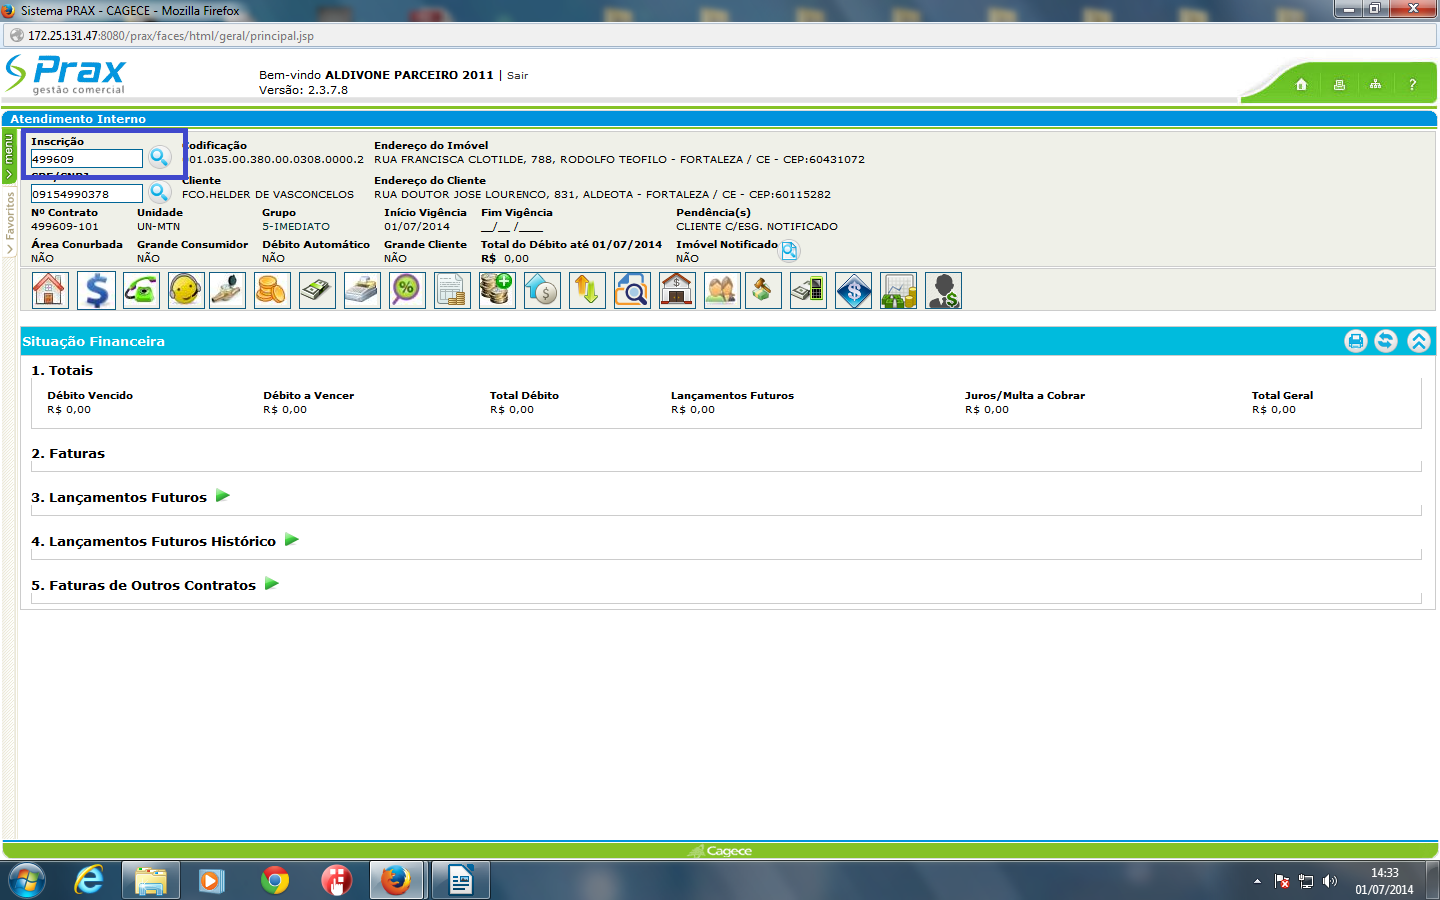 Sistema PRAX - CAGECE - Mozilla Firefox
172.25.131.47:8080/prax/faces/html/geral/principal.jsp
Prax
gestão comercial
Bem-vindo ALDIVONE PARCEIRO 2011 | Sair
Versão: 2.3.7.8
?
Atendimento Interno
menu
Favoritos
Inscrição Codificação Endereço do Imóvel
499609 01.035.00.380.00.0308.0000.2 RUA FRANCISCA CLOTILDE, 788, RODOLFO TEOFILO - FORTALEZA / CE - CEP:60431072
CPF/CNPJ Cliente Endereço do Cliente
09154990378 FCO.HELDER DE VASCONCELOS RUA DOUTOR JOSE LOURENCO, 831, ALDEOTA - FORTALEZA / CE - CEP:60115282
Nº Contrato Unidade Grupo Início Vigência Fim Vigência Pendência(s)
499609-101 UN-MTN 5-IMEDIATO 01/07/2014 __/__ /____ CLIENTE C/ESG. NOTIFICADO
Área Conurbada Grande Consumidor Débito Automático Grande Cliente Total do Débito até 01/07/2014 Imóvel Notificado
NÃO NÃO NÃO NÃO R$ 0,00 NÃO
Situação Financeira
1. Totais
Débito Vencido Débito a Vencer Total Débito Lançamentos Futuros Juros/Multa a Cobrar Total Geral
R$ 0,00 R$ 0,00 R$ 0,00 R$ 0,00 R$ 0,00 R$ 0,00
2. Faturas
3. Lançamentos Futuros
4. Lançamentos Futuros Histórico
5. Faturas de Outros Contratos
Cagece
14:33
01/07/2014